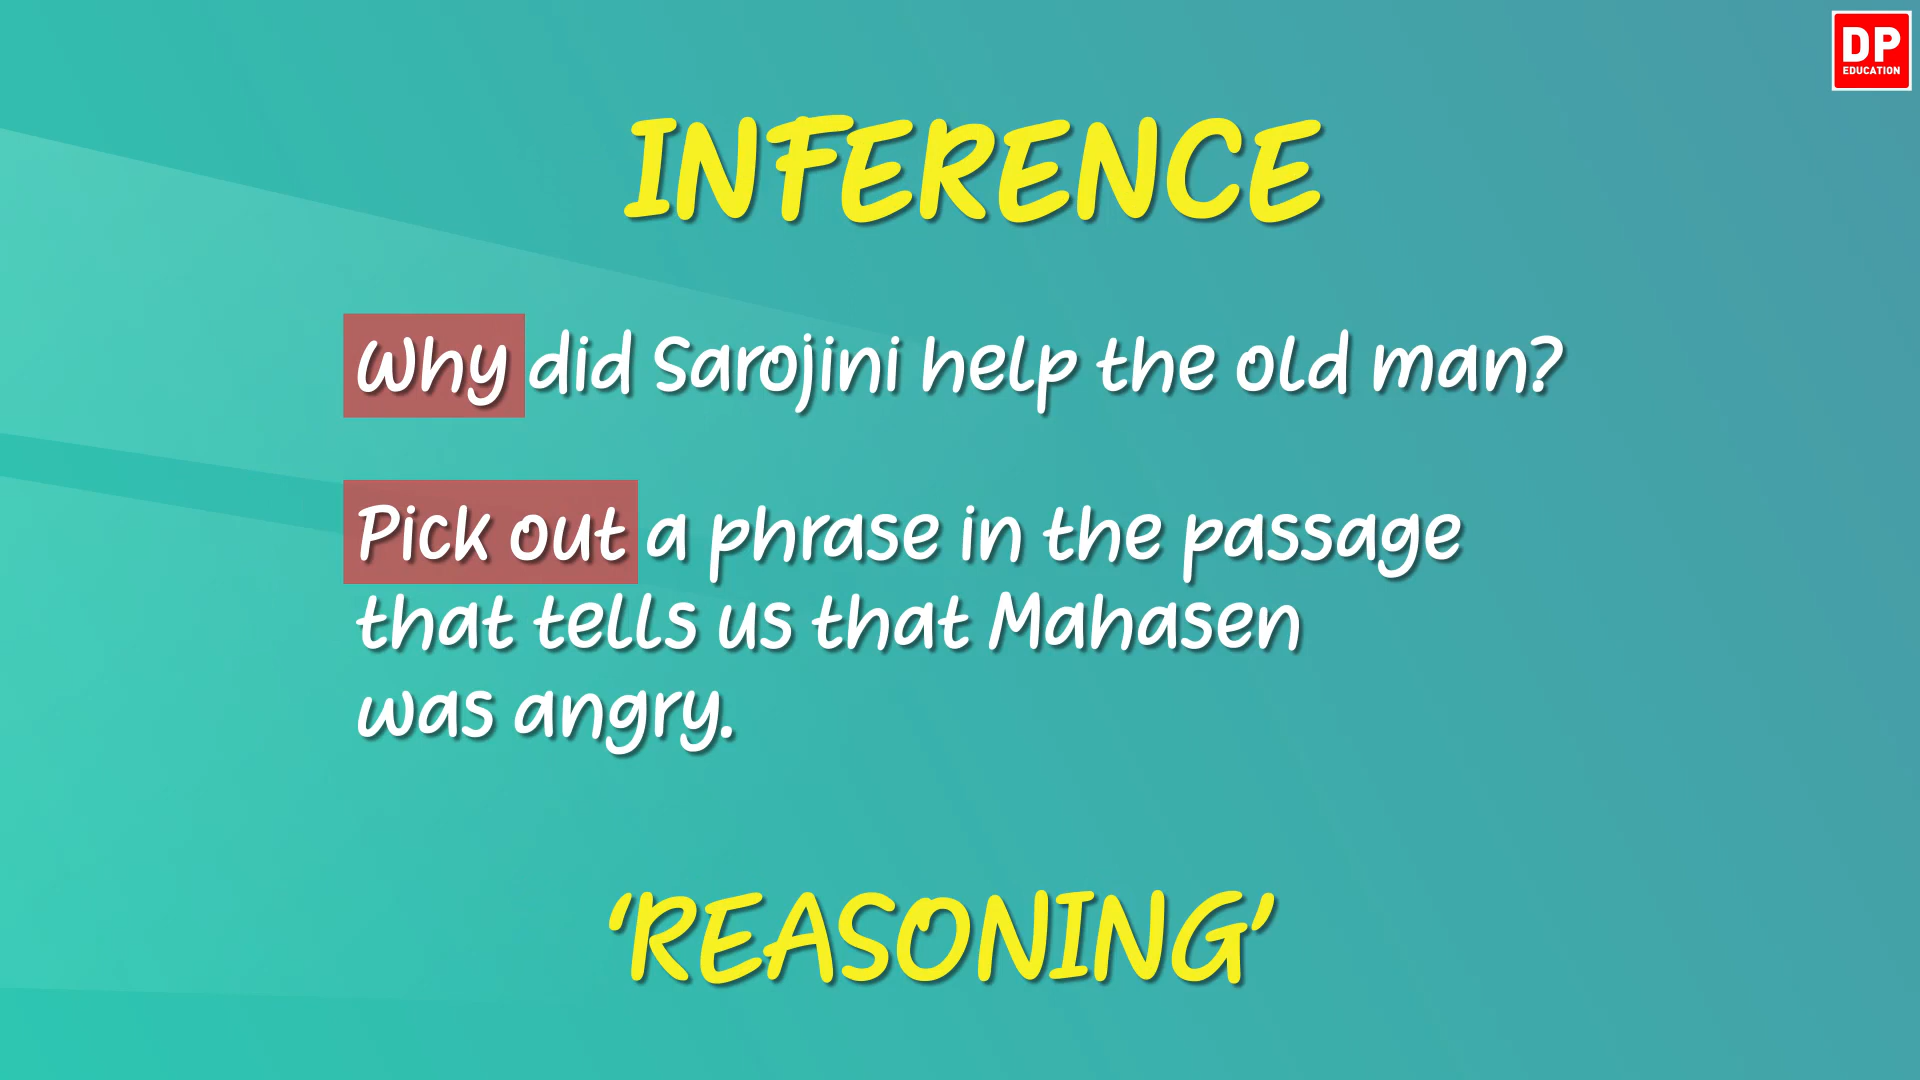 DP
EDUCATION
INFERENCE
Why did Sarojini help the old man?
Pick out a phrase in the passage
that tells us that Mahasen
was angry.
‘REASONING’